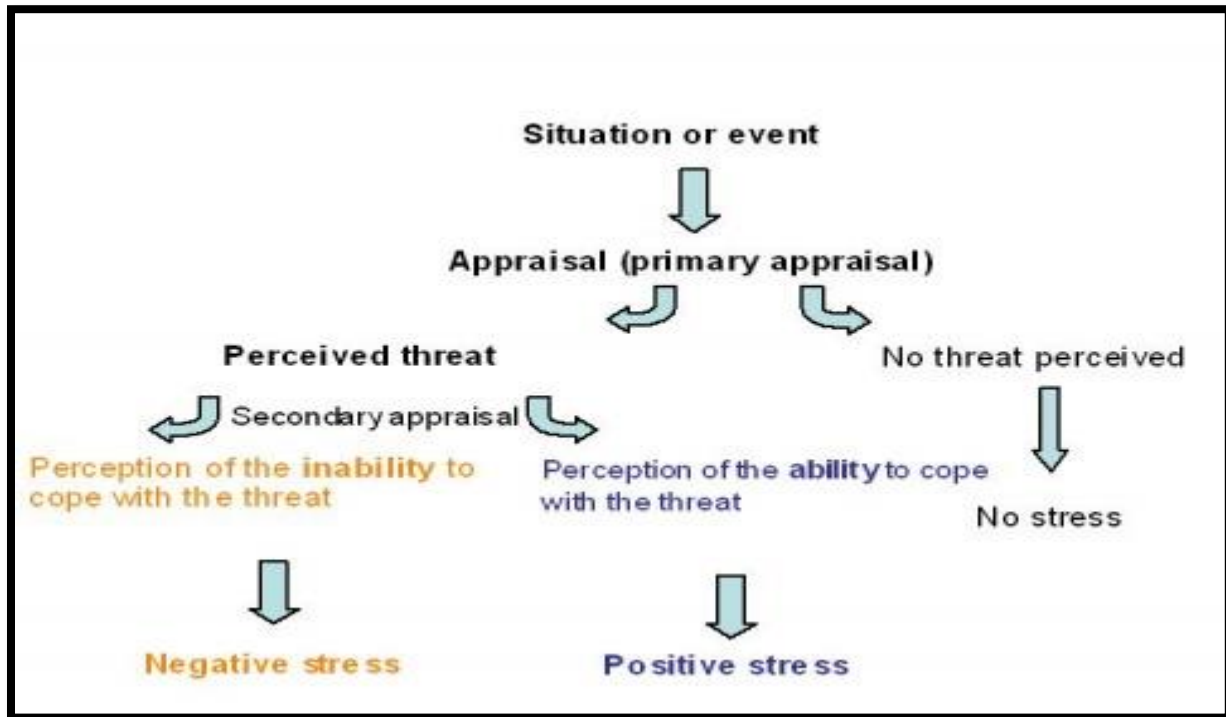 Situation or event
Appraisal (primary appraisal)
Perceived threat
No threat perceived
Secondary appraisal
Perception of the inability to
cope with the threat
Perception of the ability to cope
with the threat
No stress
Negative stress
Positive stress